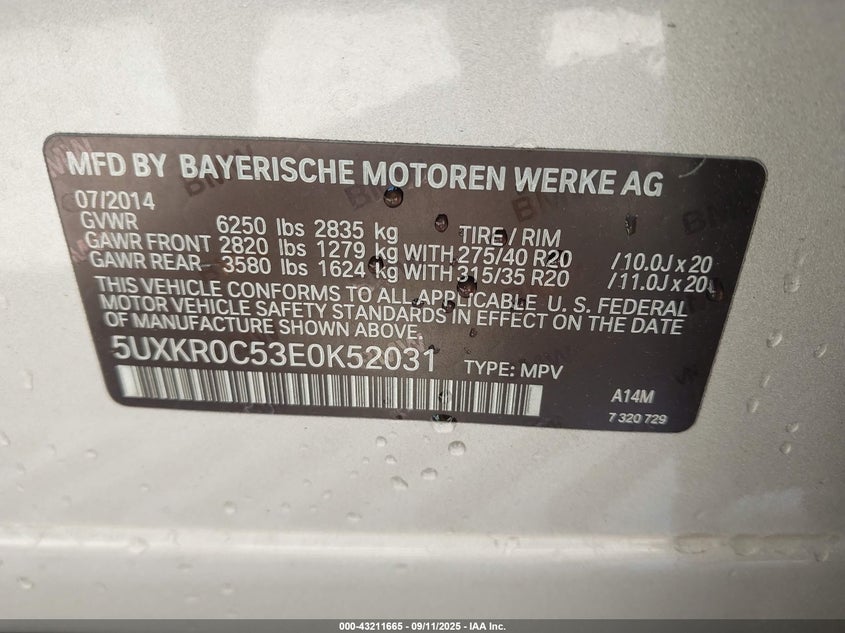 MFD BY BAYERISCHE MOTOREN WERKE AG
07/2014
GVWR 6250 lbs 2835 kg TIRE / RIM
GAWR FRONT 2820 lbs 1279 kg WITH 275/40 R20 /10.0J x 20
GAWR REAR 3580 lbs 1624 kg WITH 315/35 R20 /11.0J x 20
THIS VEHICLE CONFORMS TO ALL APPLICABLE U. S. FEDERAL
MOTOR VEHICLE SAFETY STANDARDS IN EFFECT ON THE DATE
OF MANUFACTURE SHOWN ABOVE.
5UXKR0C53E0K52031 TYPE: MPV
A14M
7 320 729
000-43211665 - 09/11/2025 - IAA Inc.